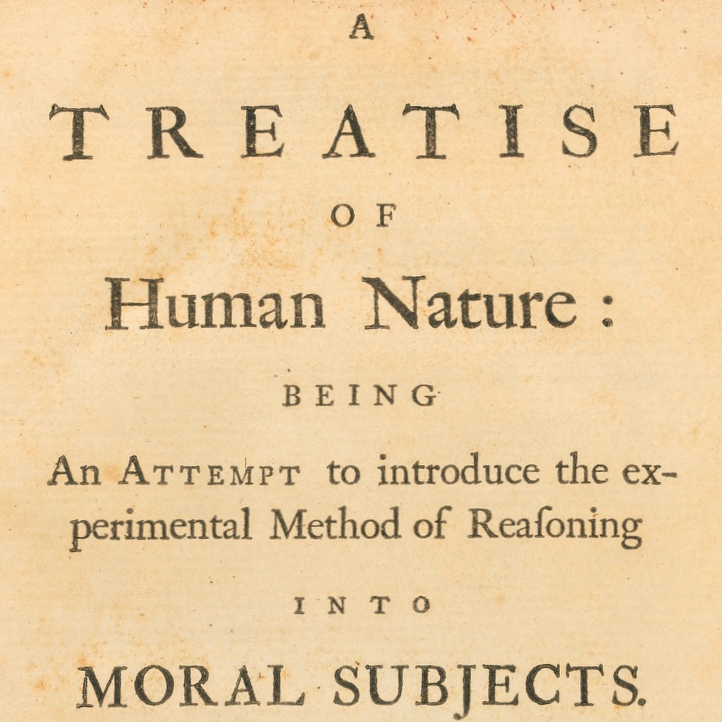 A
TREATISE
OF
Human Nature :
BEING
An ATTEMPT to introduce the ex-
perimental Method of Reaſoning
INTO
MORAL SUBJECTS.